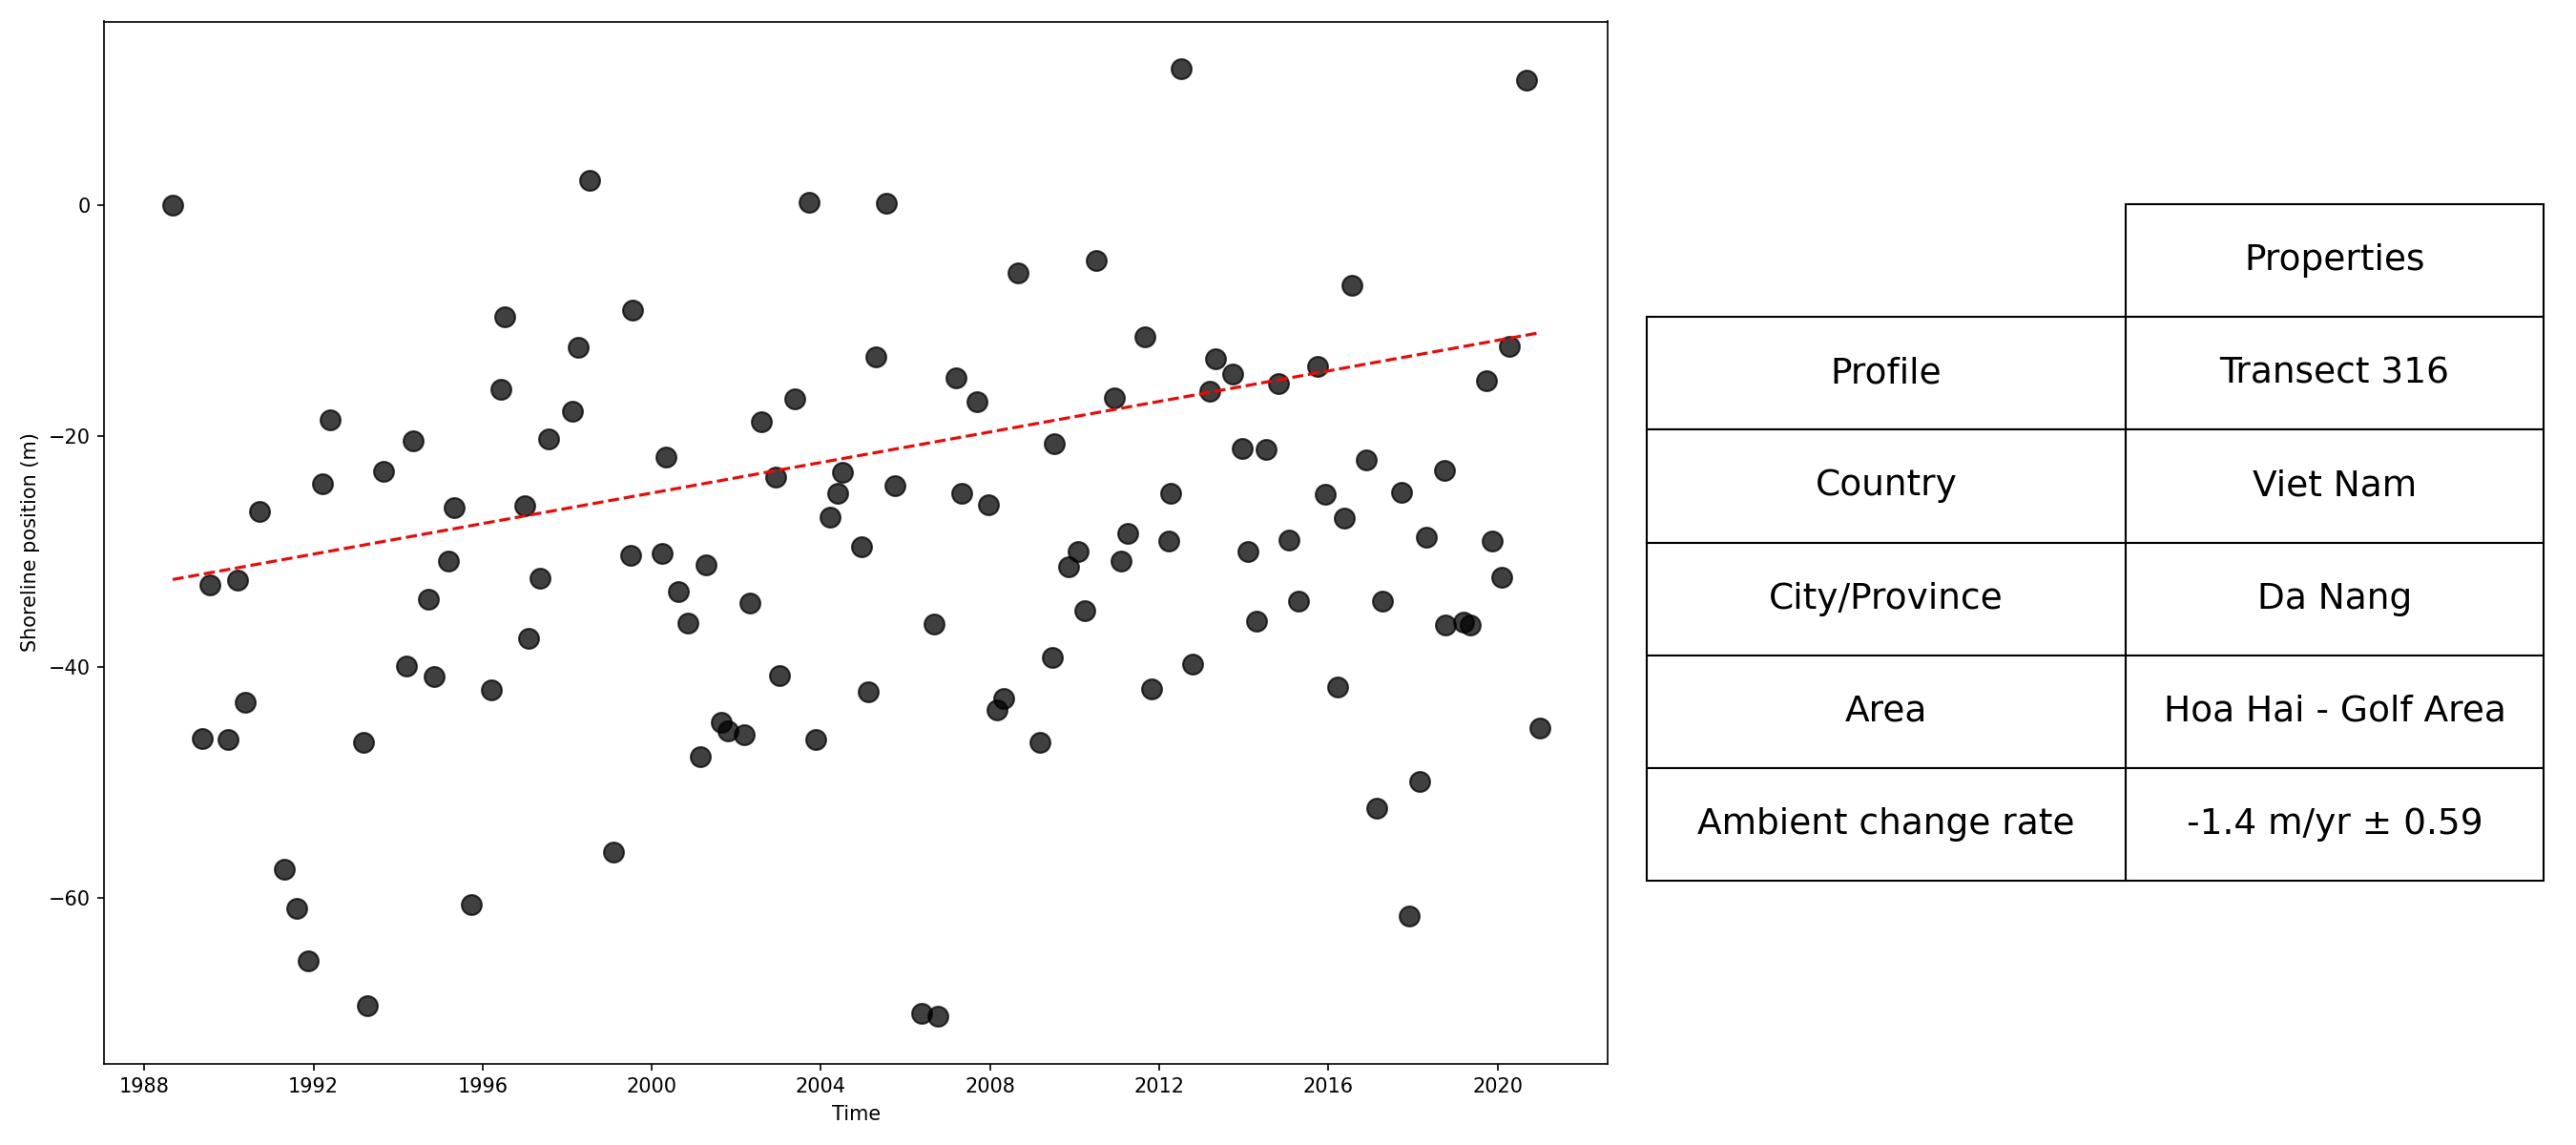 0
−20
−40
−60
Shoreline position (m)
1988 1992 1996 2000 2004 2008 2012 2016 2020
Time
Properties
Profile Transect 316
Country Viet Nam
City/Province Da Nang
Area Hoa Hai - Golf Area
Ambient change rate -1.4 m/yr ± 0.59